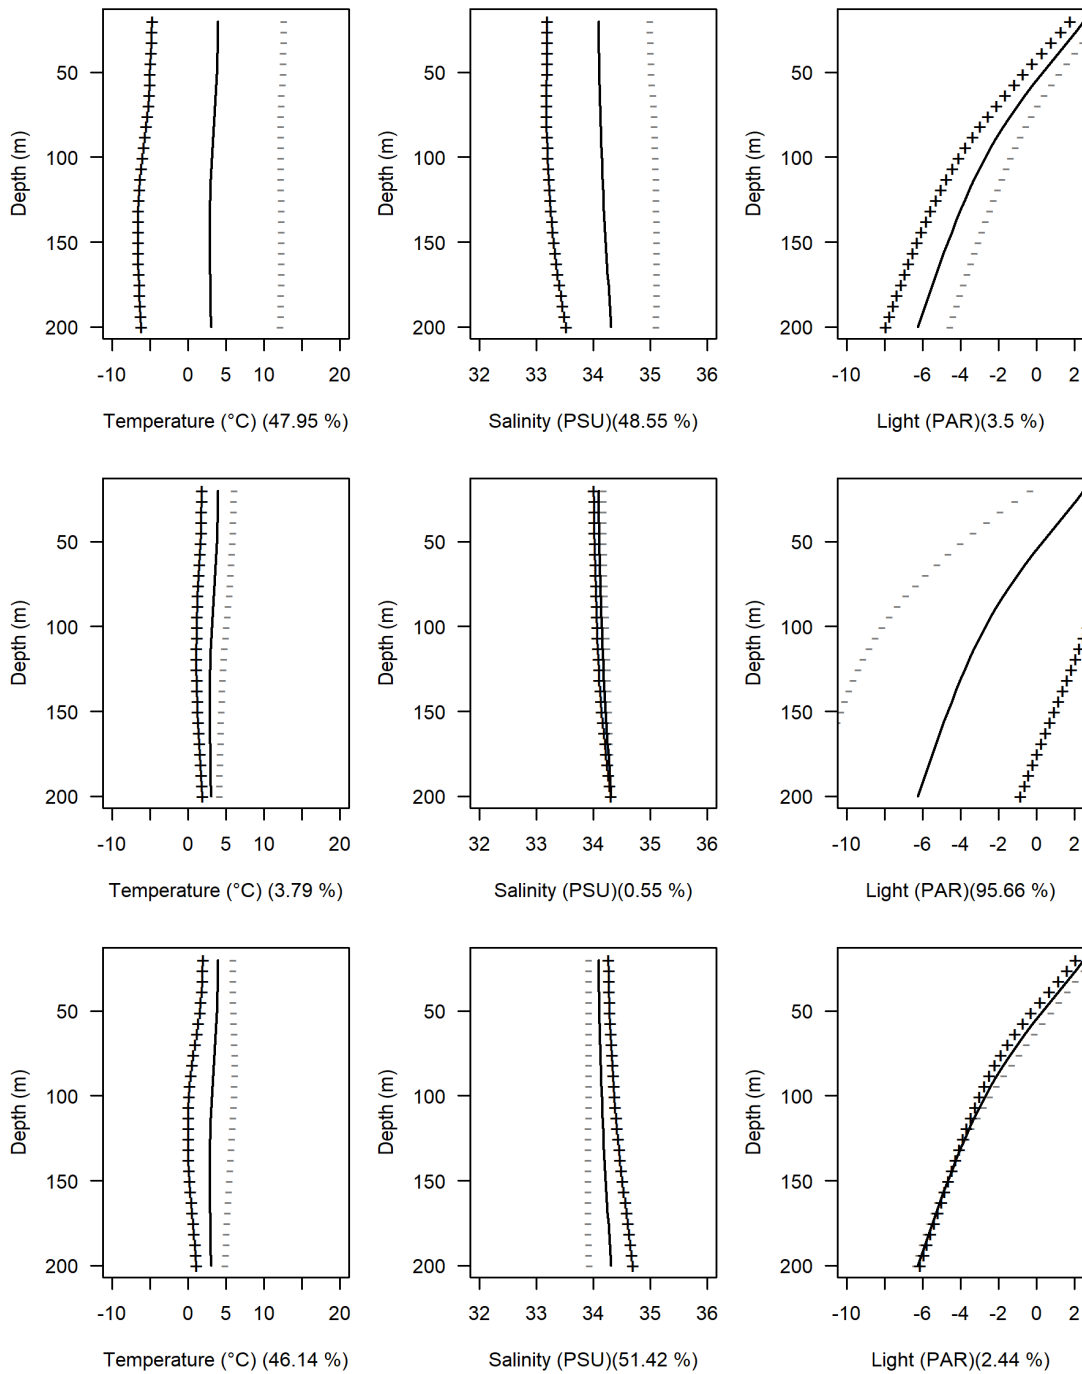 50
100
150
200
Depth (m)
-10 0 5 10 20
Temperature (°C) (47.95 %)
50
100
150
200
Depth (m)
32 33 34 35 36
Salinity (PSU)(48.55 %)
50
100
150
200
Depth (m)
-10 -6 -4 -2 0 2
Light (PAR)(3.5 %)
50
100
150
200
Depth (m)
-10 0 5 10 20
Temperature (°C) (3.79 %)
50
100
150
200
Depth (m)
32 33 34 35 36
Salinity (PSU)(0.55 %)
50
100
150
200
Depth (m)
-10 -6 -4 -2 0 2
Light (PAR)(95.66 %)
50
100
150
200
Depth (m)
-10 0 5 10 20
Temperature (°C) (46.14 %)
50
100
150
200
Depth (m)
32 33 34 35 36
Salinity (PSU)(51.42 %)
50
100
150
200
Depth (m)
-10 -6 -4 -2 0 2
Light (PAR)(2.44 %)